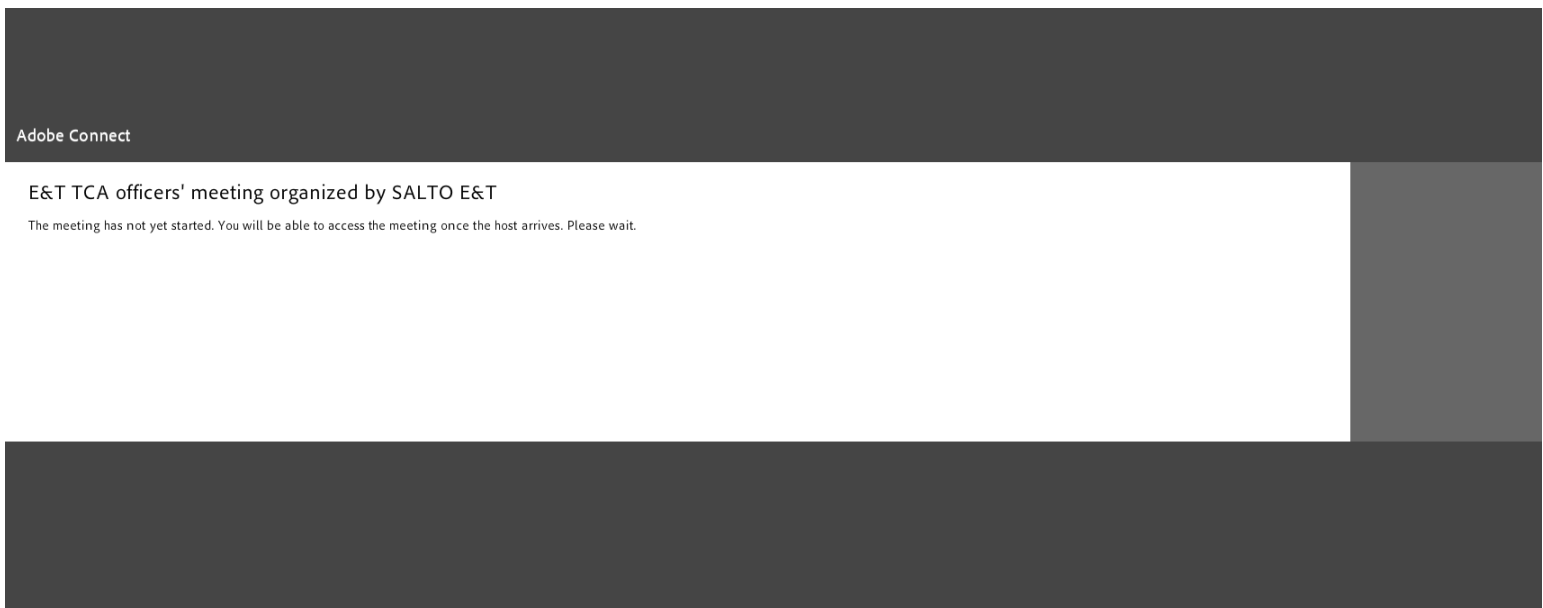 Adobe Connect
E&T TCA officers' meeting organized by SALTO E&T
The meeting has not yet started. You will be able to access the meeting once the host arrives. Please wait.